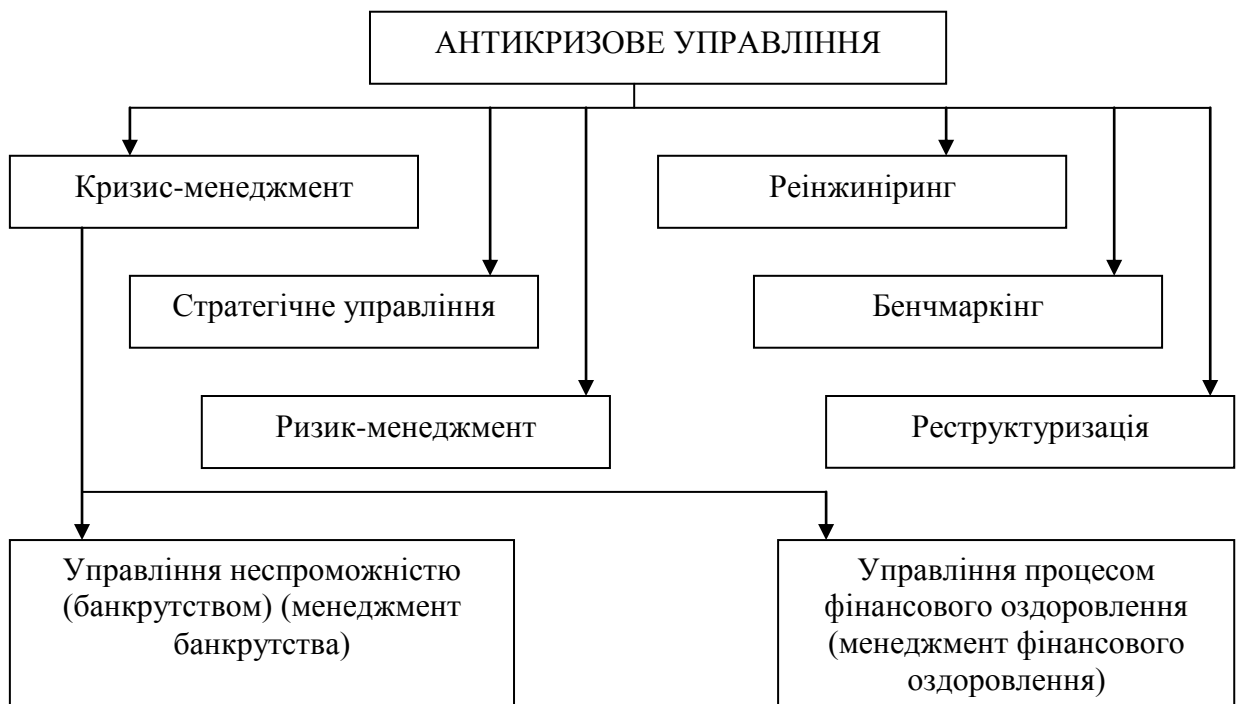 АНТИКРИЗОВЕ УПРАВЛІННЯ
Кризис-менеджмент
Реінжиніринг
Стратегічне управління
Бенчмаркінг
Ризик-менеджмент
Реструктуризація
Управління неспроможністю
(банкрутством) (менеджмент
банкрутства)
Управління процесом
фінансового оздоровлення
(менеджмент фінансового
оздоровлення)